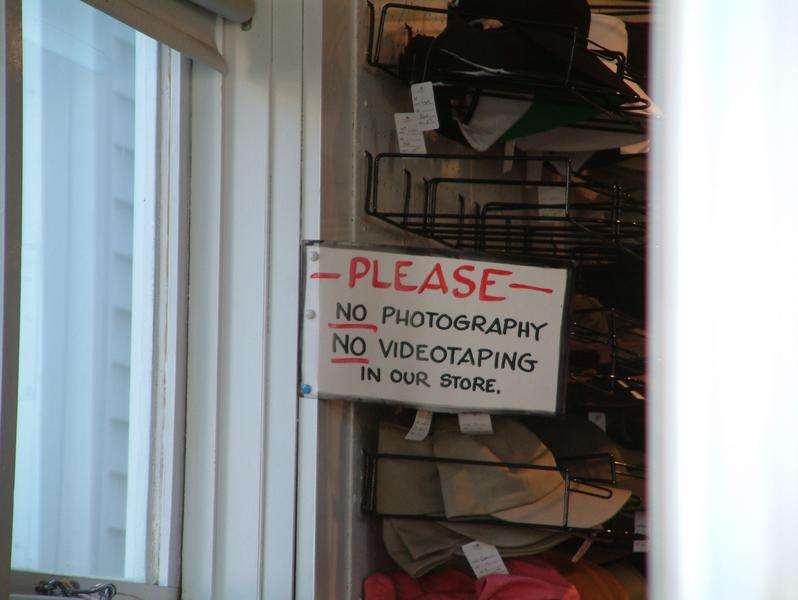 -PLEASE-
NO PHOTOGRAPHY
NO VIDEOTAPING
IN OUR STORE.